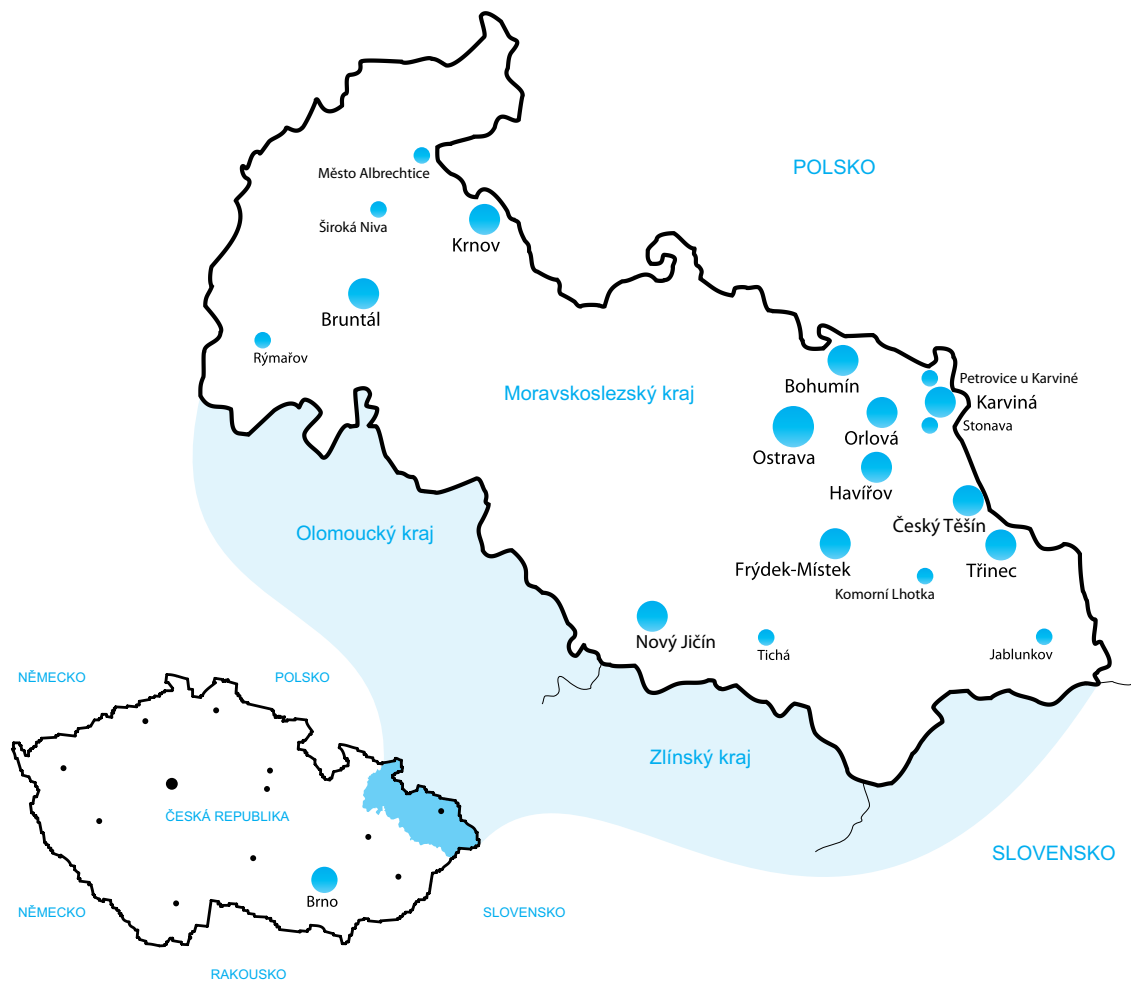 POLSKO
Město Albrechtice
Široká Niva
Krnov
Bruntál
Rýmařov
Bohumín
Petrovice u Karviné
Karviná
Moravskoslezský kraj
Orlová
Stonava
Ostrava
Havířov
Český Těšín
Olomoucký kraj
Frýdek-Místek
Třinec
Komorní Lhotka
Nový Jičín
Tichá
Jablunkov
NĚMECKO
POLSKO
Zlínský kraj
ČESKÁ REPUBLIKA
SLOVENSKO
Brno
NĚMECKO
SLOVENSKO
RAKOUSKO